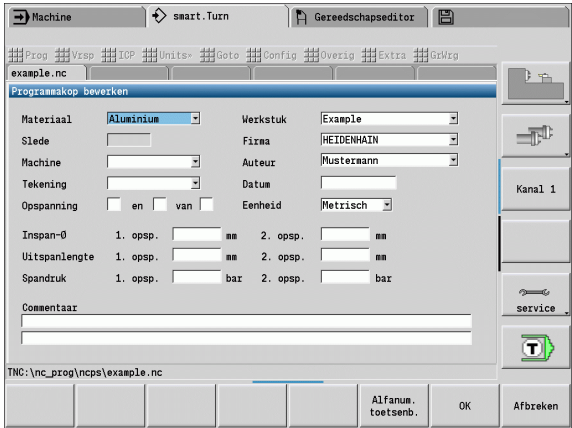 Machine smart.Turn Gereedschapseditor
Prog Vrsp ICP Units» Goto Config Overig Extra GrWrg
example.nc
Programmakop bewerken
Materiaal Aluminium Werkstuk Example
Slede Firma HEIDENHAIN
Machine Auteur Mustermann
Tekening Datum
Opspanning en van Eenheid Metrisch
Inspan-Ø 1. opsp. mm 2. opsp. mm
Uitspanlengte 1. opsp. mm 2. opsp. mm
Spandruk 1. opsp. bar 2. opsp. bar
Commentaar
TNC:\nc_prog\ncps\example.nc
Kanal 1
service
T
Alfanum. toetsenb. OK Afbreken